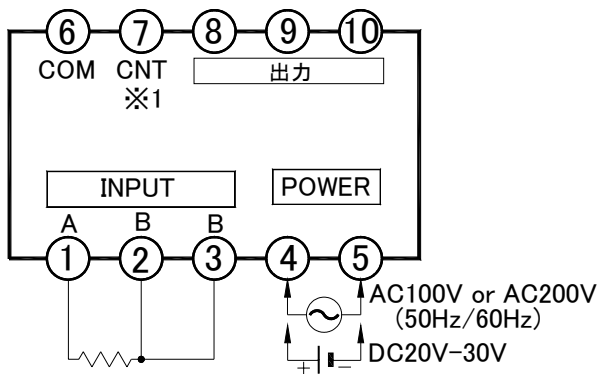 6 7 8 9 10
COM CNT 出力
※1
INPUT POWER
A B B
1 2 3 4 5
AC100V or AC200V
(50Hz/60Hz)
DC20V-30V
+ −